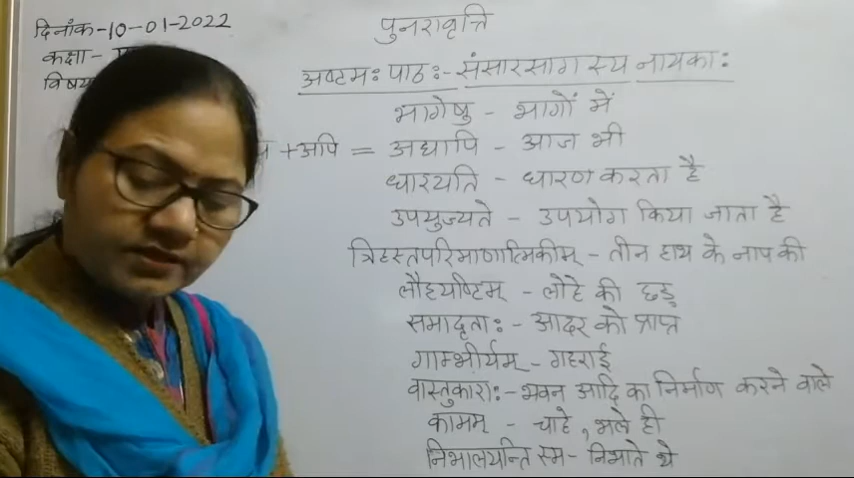 दिनाँक-10-01-2022
पुनरावृत्ति
कक्षा-
अष्टमः पाठः- संसारसागरस्य नायकाः
विषय
भागेषु - भागों में
+अपि = अद्यापि - आज भी
धारयति - धारण करता है
उपयुज्यते - उपयोग किया जाता है
त्रिहस्तपरिमाणात्मिकीम् - तीन हाथ के नाप की
लौहयष्टिम् - लोहे की छड़
समादृताः - आदर को प्राप्त
गाम्भीर्यम् - गहराई
वास्तुकाराः - भवन आदि का निर्माण करने वाले
कामम् - चाहे, भले ही
निभालयन्ति स्म - निभाते थे